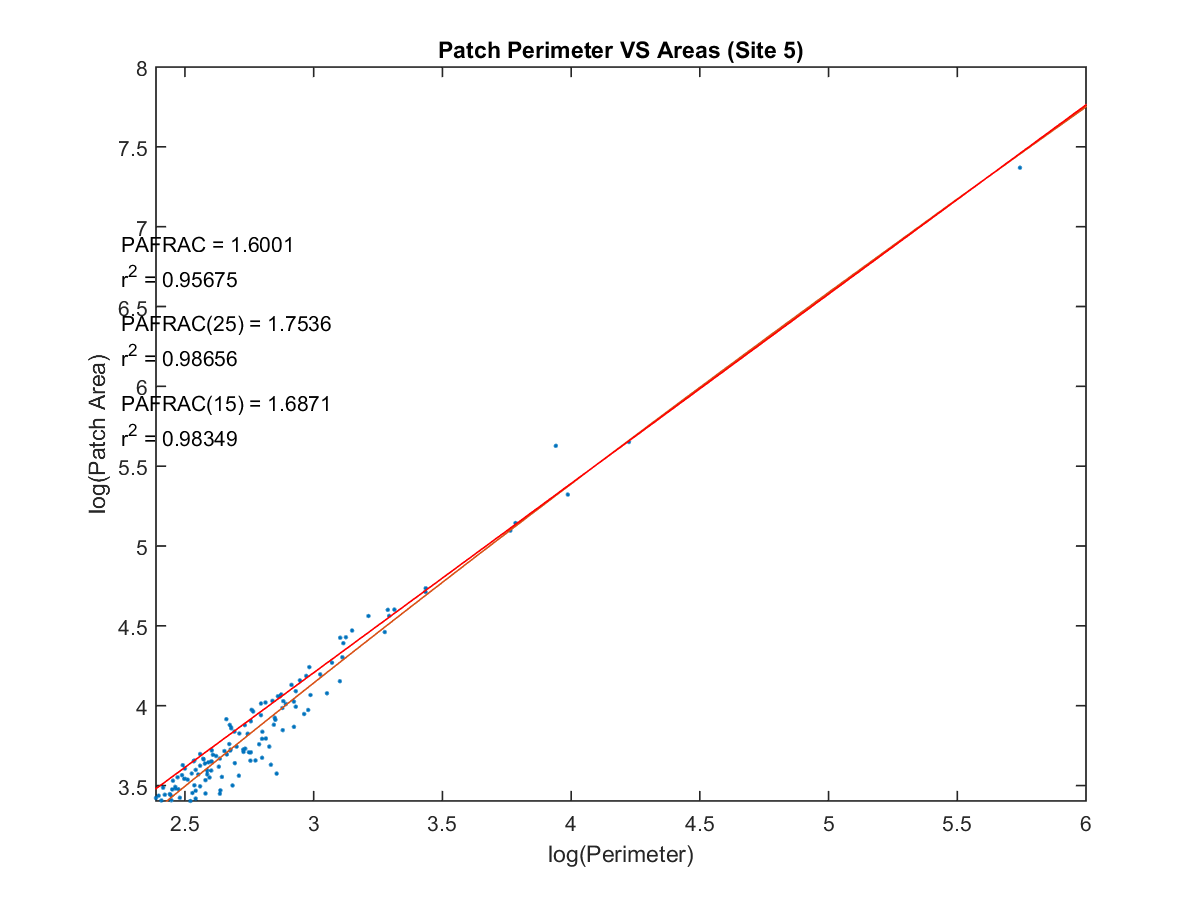 Patch Perimeter VS Areas (Site 5)
8
7.5
7
PAFRAC = 1.6001
r2 = 0.95675
6.5
PAFRAC(25) = 1.7536
r2 = 0.98656
6
PAFRAC(15) = 1.6871
r2 = 0.98349
5.5
5
4.5
4
3.5
log(Patch Area)
2.5 3 3.5 4 4.5 5 5.5 6
log(Perimeter)